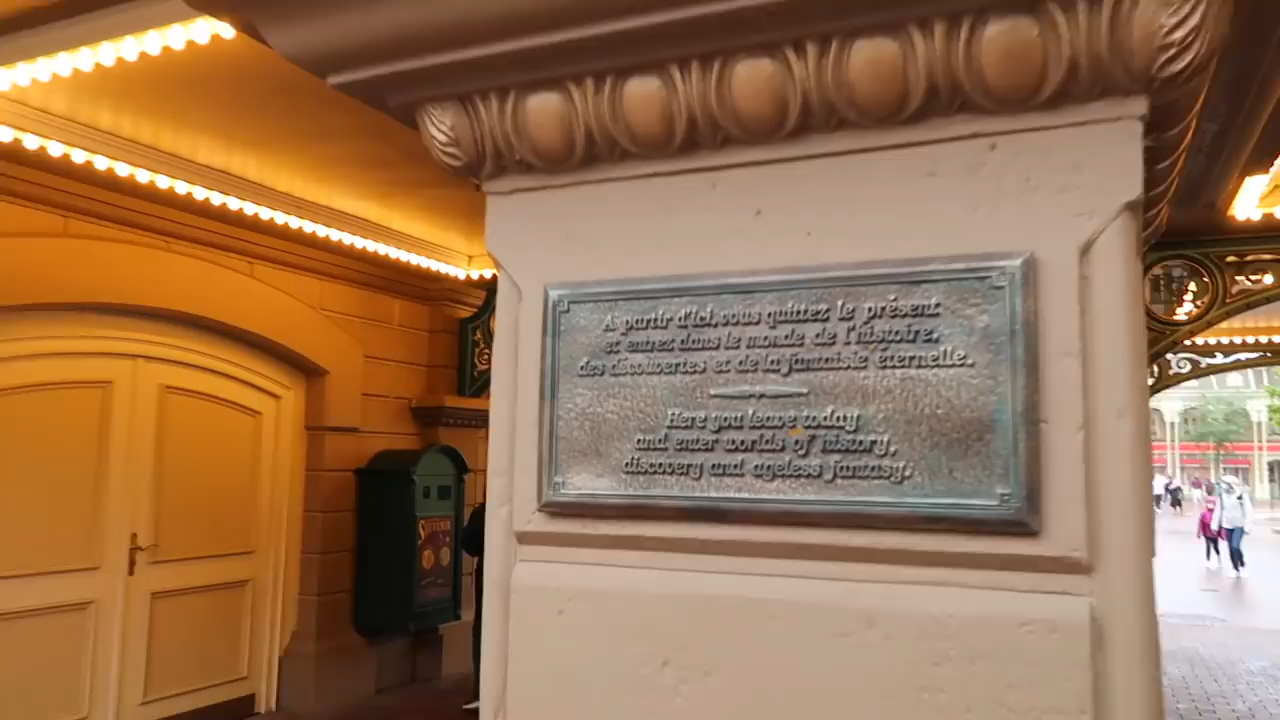 A partir d'ici, vous quittez le présent
et entrez dans le monde de l'histoire,
des découvertes et de la fantaisie éternelle.
Here you leave today
and enter worlds of history,
discovery and ageless fantasy.
SOUVENIR